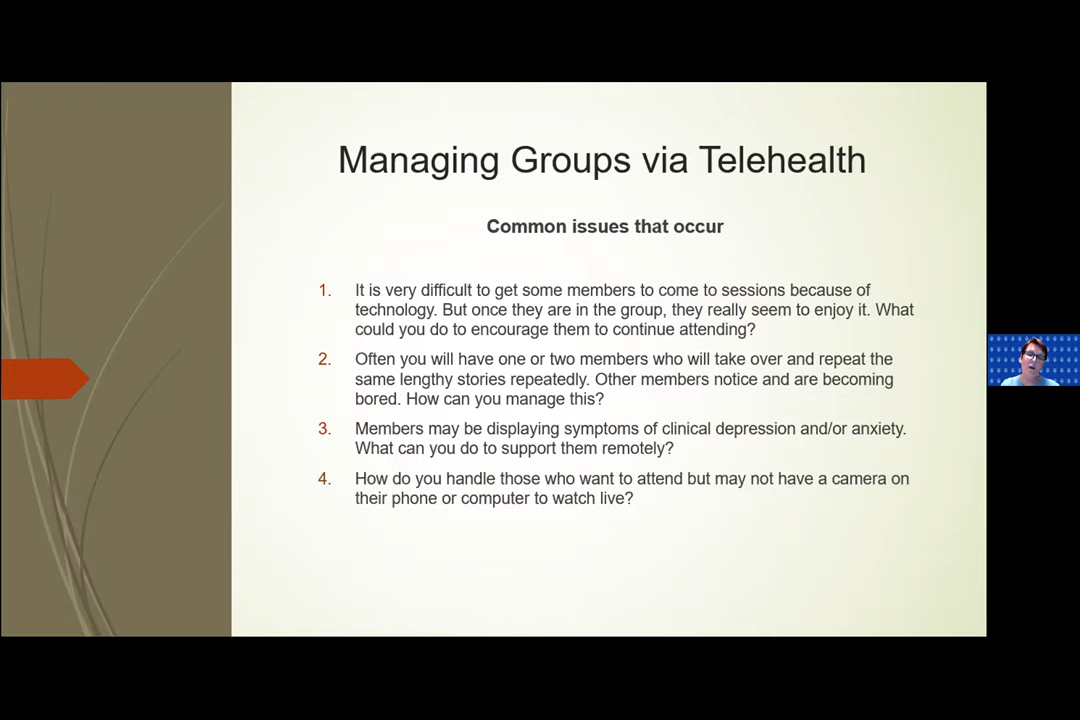 Managing Groups via Telehealth
Common issues that occur
1. It is very difficult to get some members to come to sessions because of
technology. But once they are in the group, they really seem to enjoy it. What
could you do to encourage them to continue attending?
2. Often you will have one or two members who will take over and repeat the
same lengthy stories repeatedly. Other members notice and are becoming
bored. How can you manage this?
3. Members may be displaying symptoms of clinical depression and/or anxiety.
What can you do to support them remotely?
4. How do you handle those who want to attend but may not have a camera on
their phone or computer to watch live?